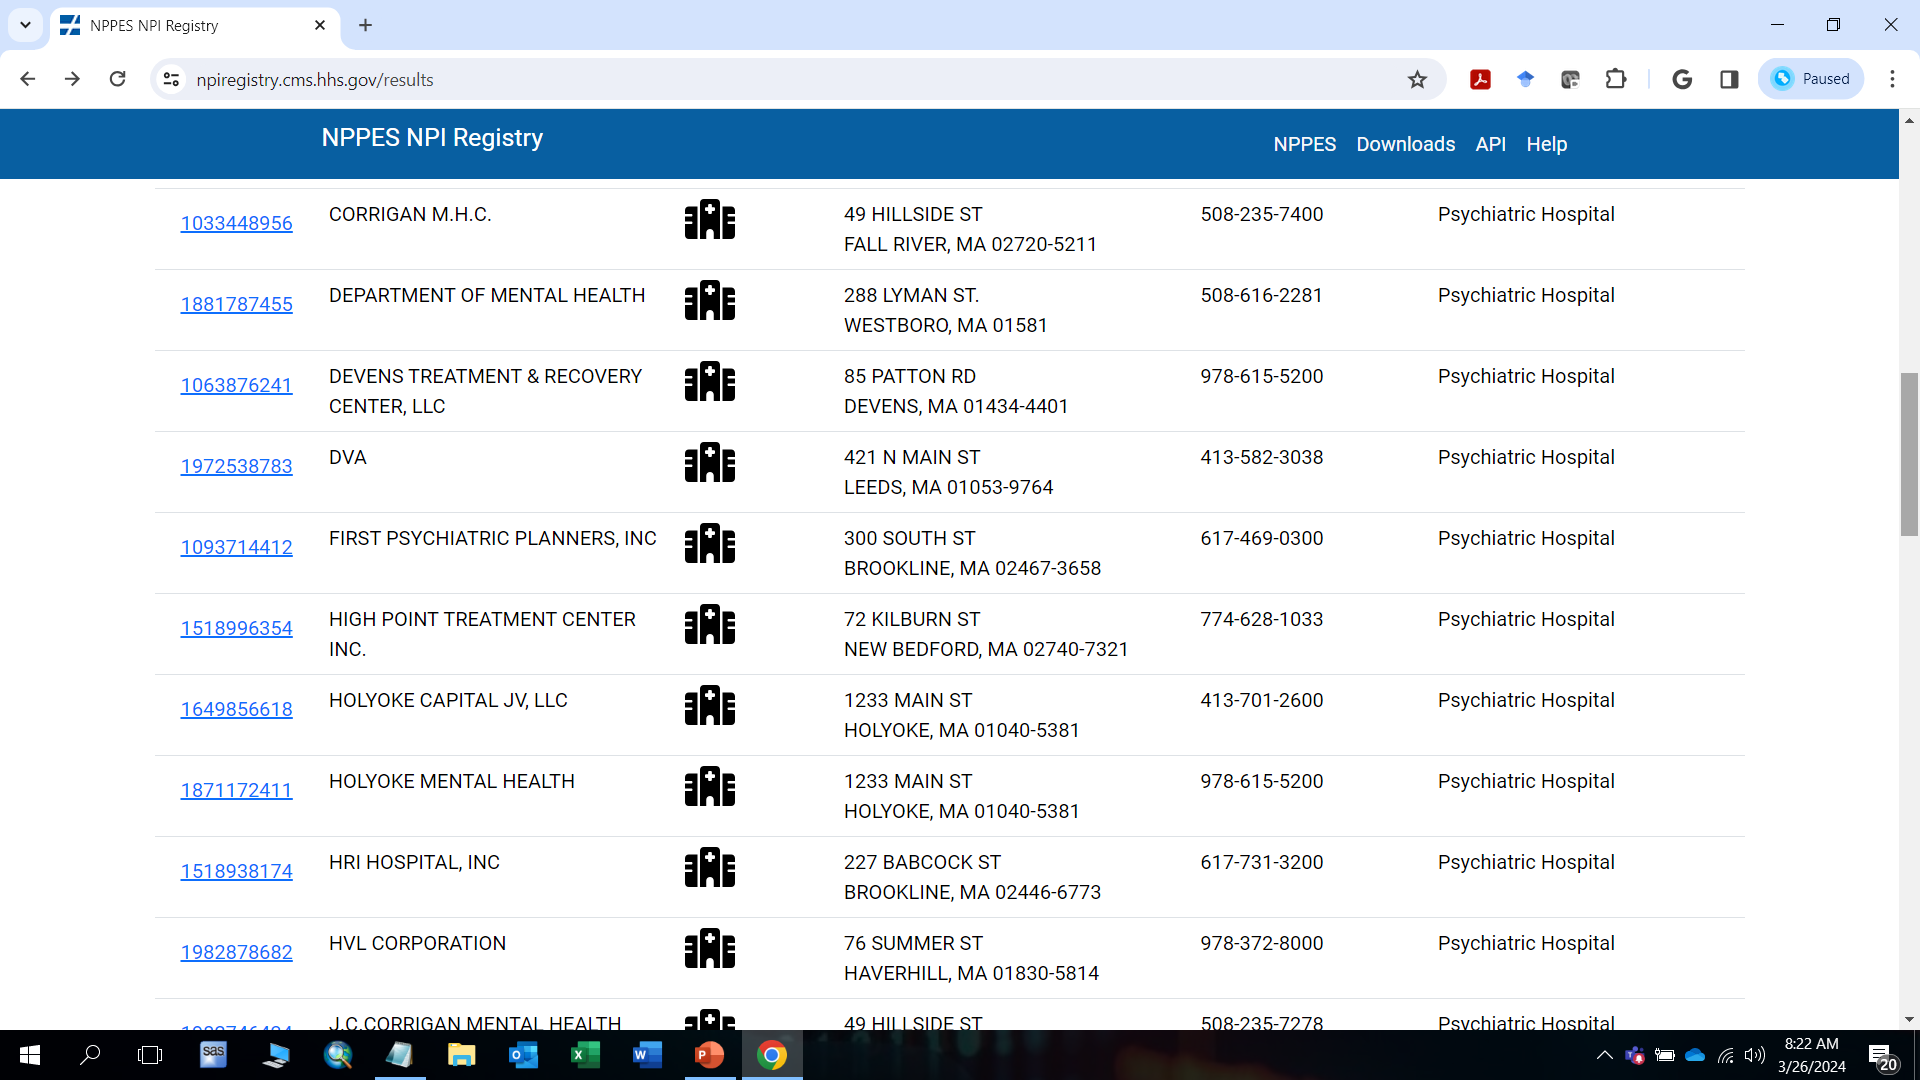 NPPES NPI Registry
npiregistry.cms.hhs.gov/results
Paused
NPPES NPI Registry
NPPES Downloads API Help
1033448956 CORRIGAN M.H.C. 49 HILLSIDE ST 508-235-7400 Psychiatric Hospital
FALL RIVER, MA 02720-5211
1881787455 DEPARTMENT OF MENTAL HEALTH 288 LYMAN ST. 508-616-2281 Psychiatric Hospital
WESTBORO, MA 01581
1063876241 DEVENS TREATMENT & RECOVERY 85 PATTON RD 978-615-5200 Psychiatric Hospital
CENTER, LLC DEVENS, MA 01434-4401
1972538783 DVA 421 N MAIN ST 413-582-3038 Psychiatric Hospital
LEEDS, MA 01053-9764
1093714412 FIRST PSYCHIATRIC PLANNERS, INC 300 SOUTH ST 617-469-0300 Psychiatric Hospital
BROOKLINE, MA 02467-3658
1518996354 HIGH POINT TREATMENT CENTER 72 KILBURN ST 774-628-1033 Psychiatric Hospital
INC. NEW BEDFORD, MA 02740-7321
1649856618 HOLYOKE CAPITAL JV, LLC 1233 MAIN ST 413-701-2600 Psychiatric Hospital
HOLYOKE, MA 01040-5381
1871172411 HOLYOKE MENTAL HEALTH 1233 MAIN ST 978-615-5200 Psychiatric Hospital
HOLYOKE, MA 01040-5381
1518938174 HRI HOSPITAL, INC 227 BABCOCK ST 617-731-3200 Psychiatric Hospital
BROOKLINE, MA 02446-6773
1982878682 HVL CORPORATION 76 SUMMER ST 978-372-8000 Psychiatric Hospital
HAVERHILL, MA 01830-5814
J.C.CORRIGAN MENTAL HEALTH 49 HILLSIDE ST 508-235-7278 Psychiatric Hospital
sas
8:22 AM
3/26/2024
20